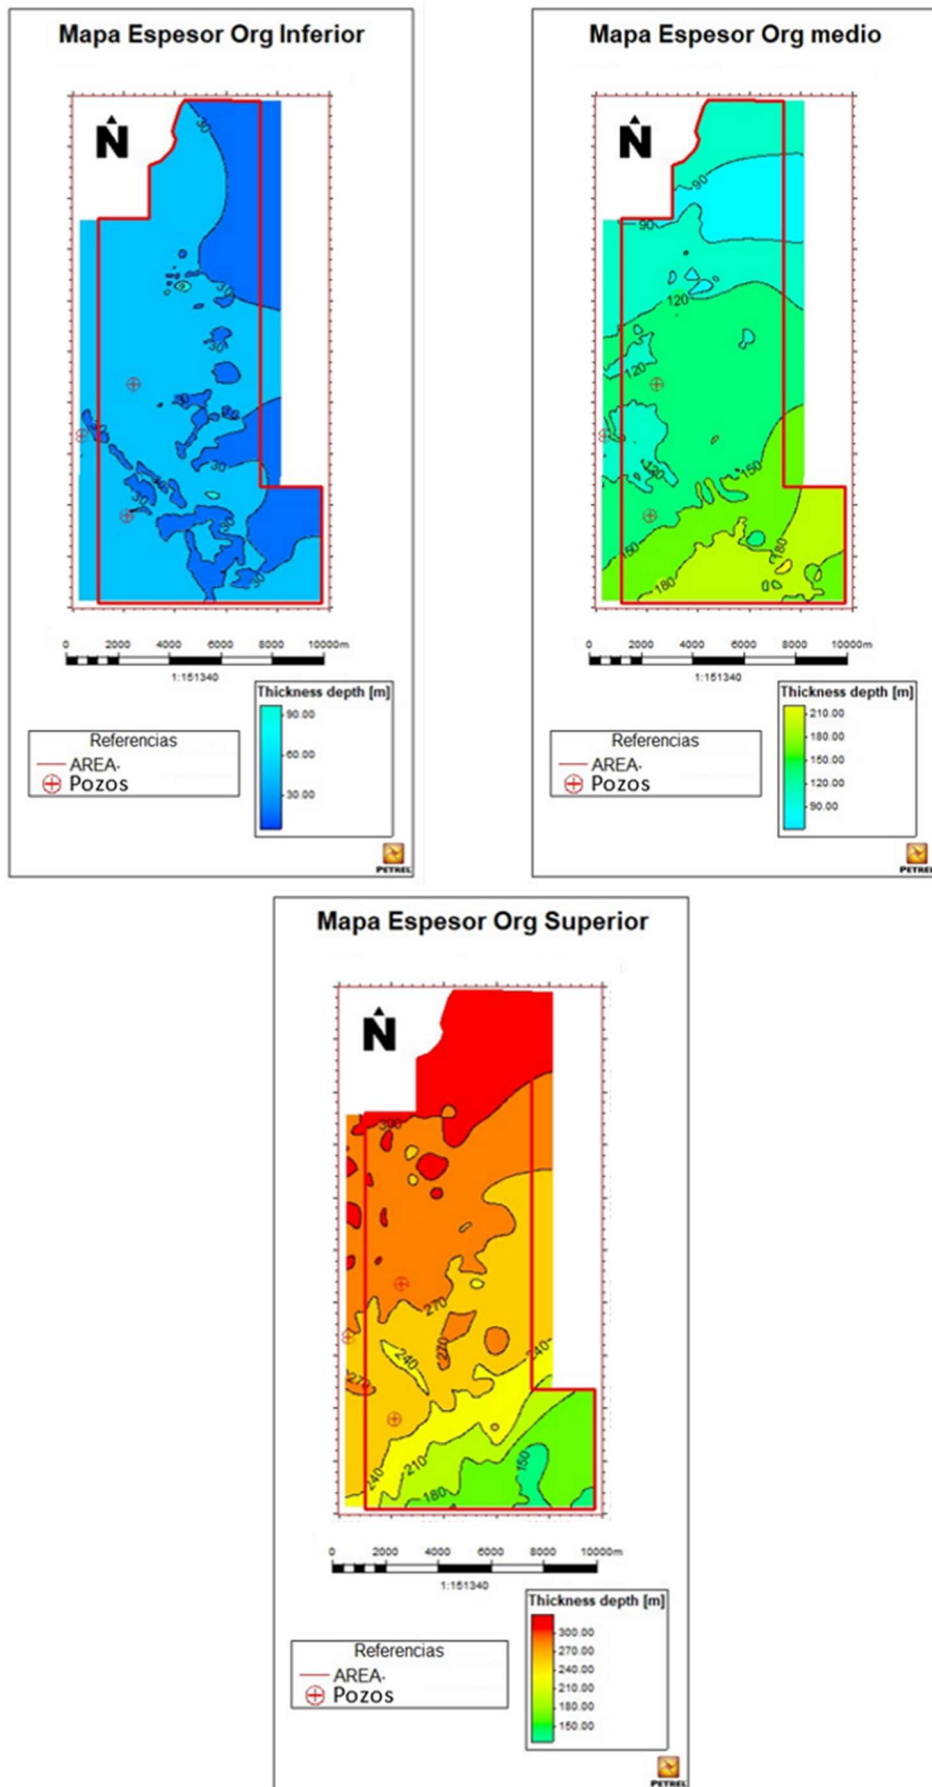 Mapa Espesor Org Inferior
N
30
30
30
30
30
30
30
30
0 2000 4000 6000 8000 10000m
1:151340
Thickness depth [m]
90.00
60.00
30.00
Referencias
AREA.
Pozos
PETREL
Mapa Espesor Org medio
N
90
90
120
120
120
150
150
180
180
0 2000 4000 6000 8000 10000m
1:151340
Thickness depth [m]
210.00
180.00
150.00
120.00
90.00
Referencias
AREA.
Pozos
PETREL
Mapa Espesor Org Superior
N
300
270
270
270
240
240
240
210
180
150
0 2000 4000 6000 8000 10000m
1:151340
Thickness depth [m]
300.00
270.00
240.00
210.00
180.00
150.00
Referencias
AREA.
Pozos
PETREL